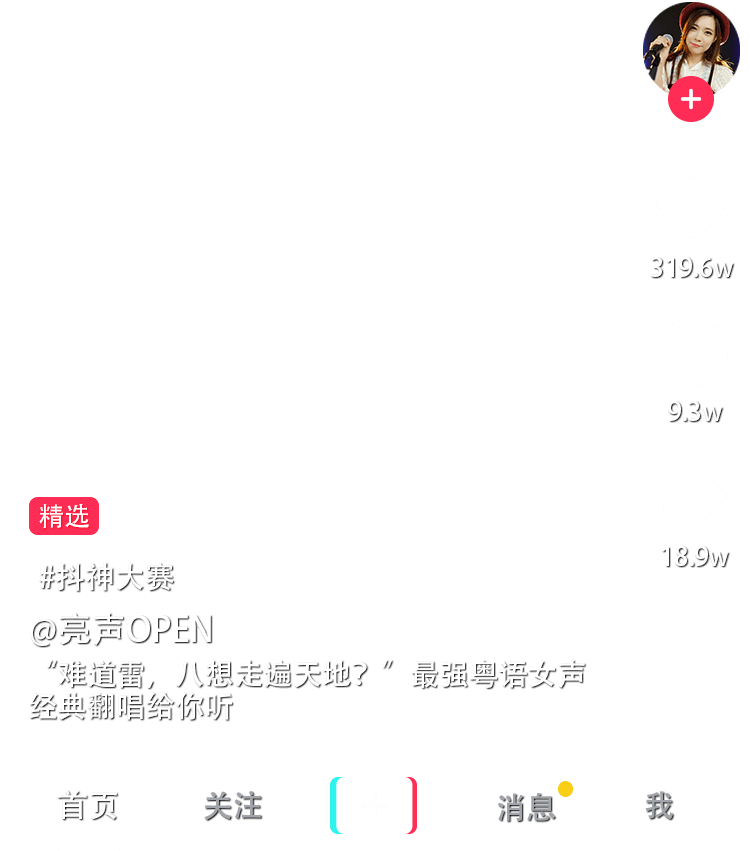 319.6w
9.3w
精选
18.9w
#抖神大赛
@亮声OPEN
“难道雷，八想走遍天地？”最强粤语女声
经典翻唱给你听
首页 关注 消息 我